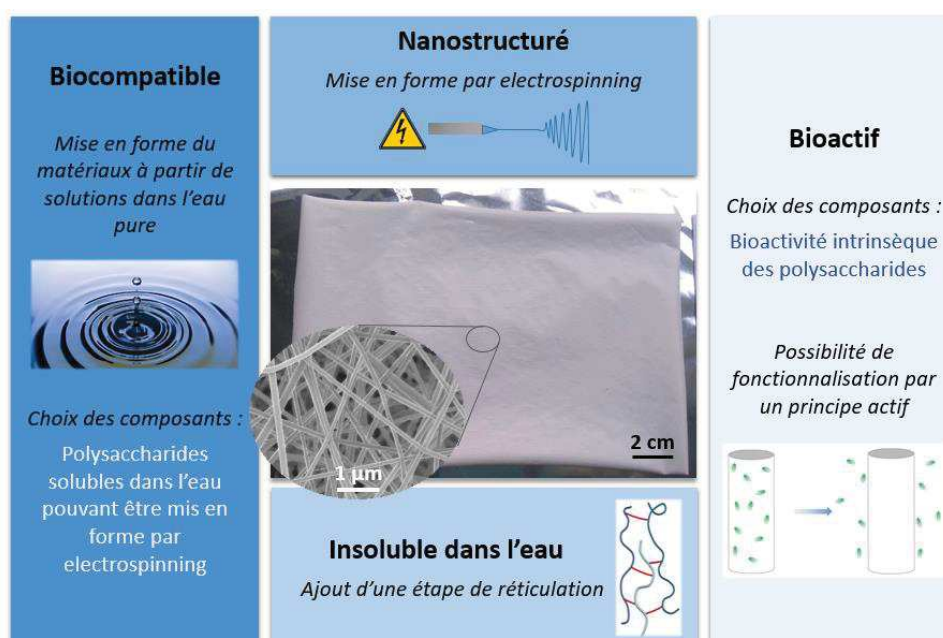 Biocompatible
Mise en forme du
matériaux à partir de
solutions dans l'eau
pure
Choix des composants :
Polysaccharides
solubles dans l'eau
pouvant être mis en
forme par
electrospinning
Nanostructuré
Mise en forme par electrospinning
2 cm
1 µm
Insoluble dans l'eau
Ajout d'une étape de réticulation
Bioactif
Choix des composants :
Bioactivité intrinsèque
des polysaccharides
Possibilité de
fonctionnalisation par
un principe actif